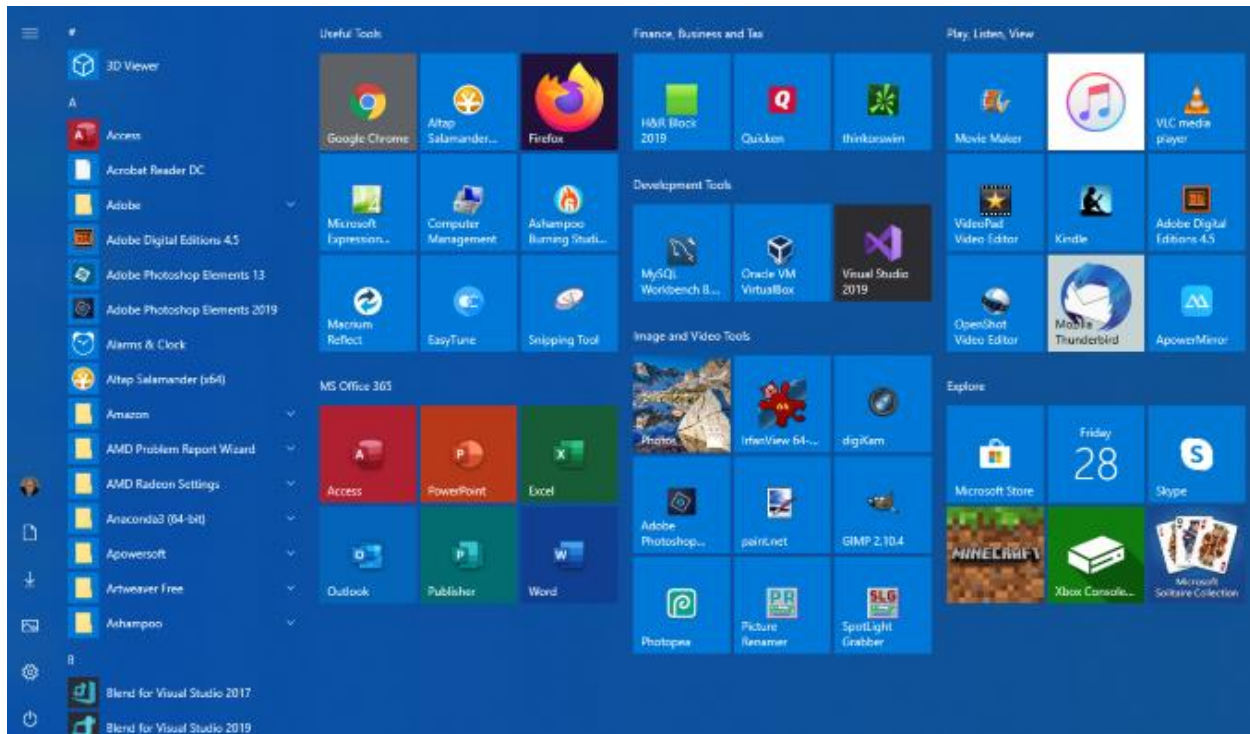 #
3D Viewer
A
Access
Acrobat Reader DC
Adobe
Adobe Digital Editions 4.5
Adobe Photoshop Elements 13
Adobe Photoshop Elements 2019
Alarms & Clock
Altap Salamander (x64)
Amazon
AMD Problem Report Wizard
AMD Radeon Settings
Anaconda3 (64-bit)
Apowersoft
Artweaver Free
Ashampoo
B
Blend for Visual Studio 2017
Blend for Visual Studio 2019
Useful Tools
Google Chrome
Altap
Salamander...
Firefox
Microsoft
Expression...
Computer
Management
Ashampoo
Burning Studi...
Macrium
Reflect
EasyTune
Snipping Tool
MS Office 365
Access
PowerPoint
Excel
Outlook
Publisher
Word
Finance, Business and Tax
H&R Block
2019
Quicken
thinkorswim
Development Tools
MySQL
Workbench 8...
Oracle VM
VirtualBox
Visual Studio
2019
Image and Video Tools
Photos
IrfanView 64-...
digiKam
Adobe
Photoshop...
paint.net
GIMP 2.10.4
Photopea
PR
Picture
Renamer
SLG
SpotLight
Grabber
Play, Listen, View
Movie Maker
VLC media
player
VideoPad
Video Editor
Kindle
Adobe Digital
Editions 4.5
OpenShot
Video Editor
Mozilla
Thunderbird
ApowerMirror
Explore
Microsoft Store
Friday
28
Skype
MINECRAFT
Xbox Console...
Microsoft
Solitaire Collection